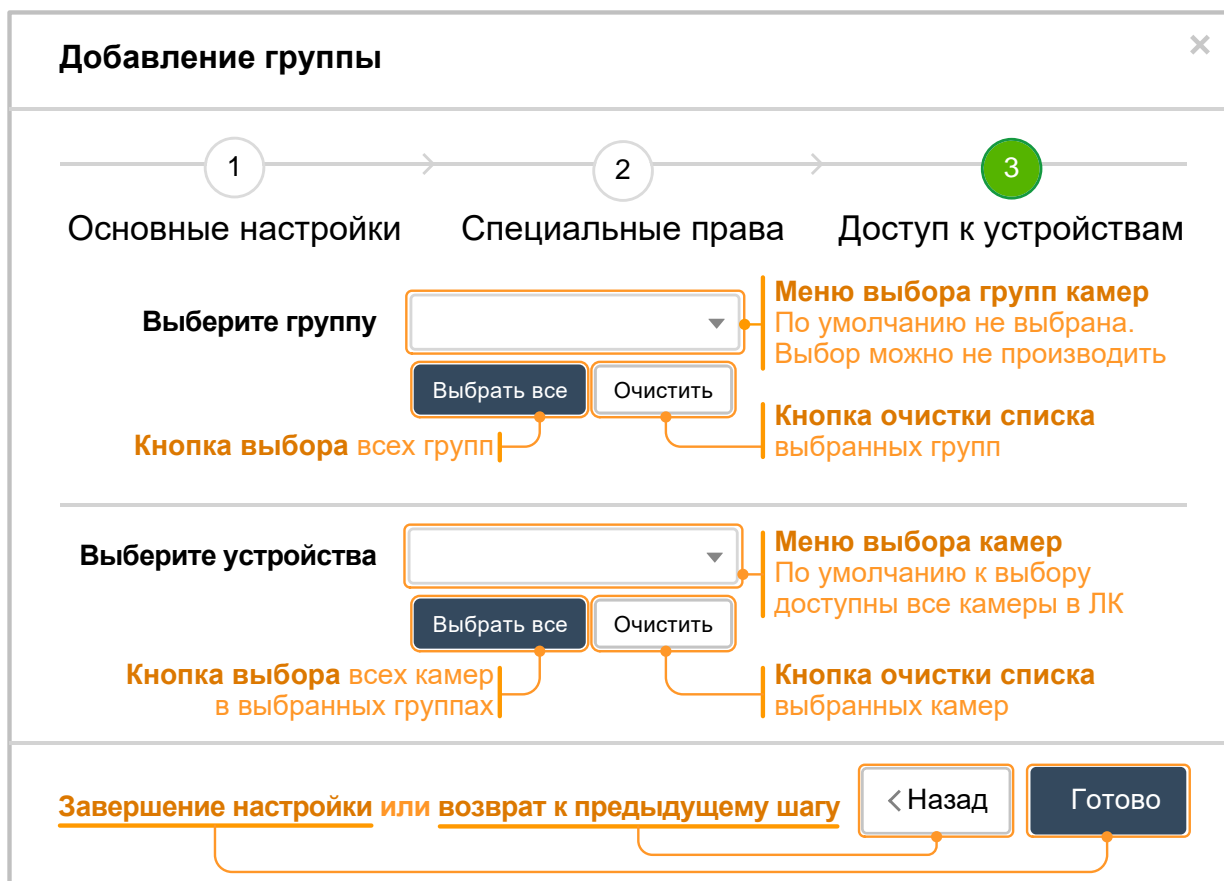 Добавление группы
×
1
2
3
Основные настройки
Специальные права
Доступ к устройствам
Выберите группу
Меню выбора групп камер
По умолчанию не выбрана.
Выбор можно не производить
Выбрать все
Очистить
Кнопка выбора всех групп
Кнопка очистки списка
выбранных групп
Выберите устройства
Меню выбора камер
По умолчанию к выбору
доступны все камеры в ЛК
Выбрать все
Очистить
Кнопка выбора всех камер
в выбранных группах
Кнопка очистки списка
выбранных камер
Завершение настройки или возврат к предыдущему шагу
< Назад
Готово